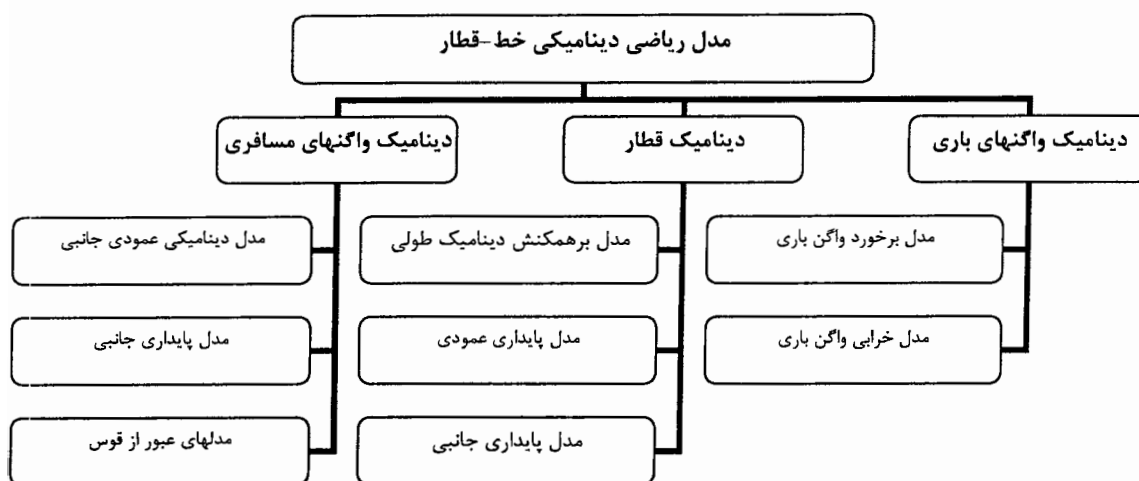 مدل ریاضی دینامیکی خط-قطار
دینامیک واگنهای باری
دینامیک قطار
دینامیک واگنهای مسافری
مدل برخورد واگن باری
مدل برهمکنش دینامیک طولی
مدل دینامیکی عمودی جانبی
مدل خرابی واگن باری
مدل پایداری عمودی
مدل پایداری جانبی
مدل پایداری جانبی
مدلهای عبور از قوس